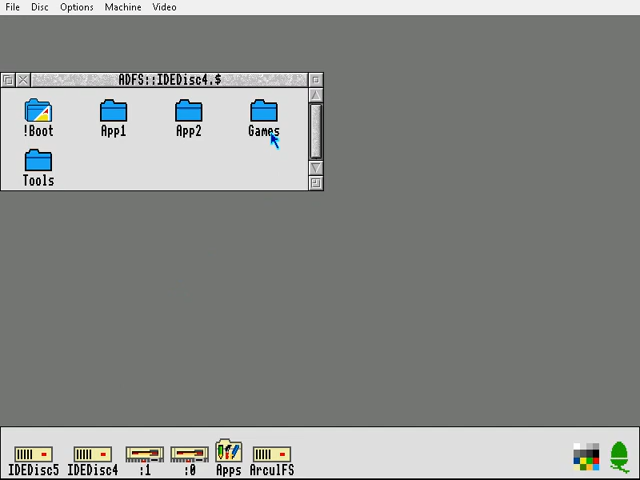 File Disc Options Machine Video
ADFS::IDEDisc4.$
!Boot App1 App2 Games
Tools
IDEDisc5 IDEDisc4 :1 :0 Apps ArculFS